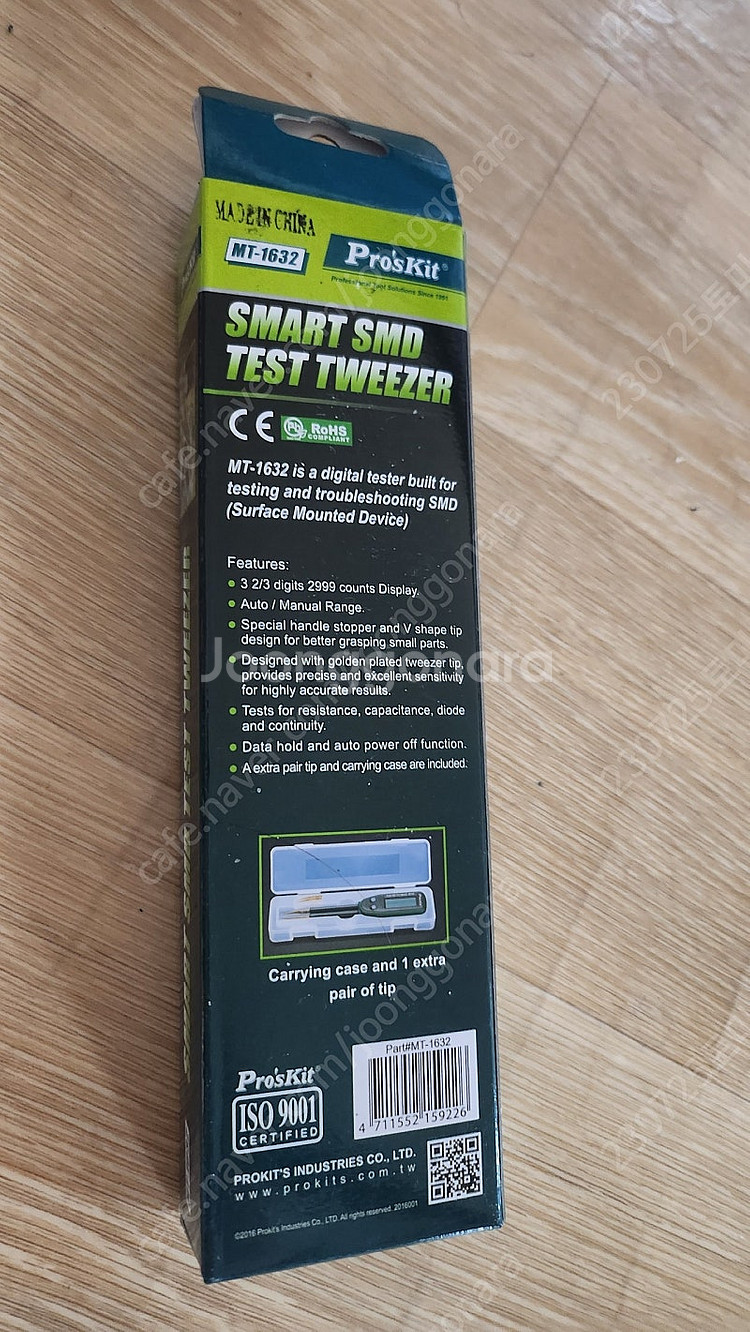 MADE IN CHINA
MT-1632
Pro'sKit®
Professional Tool Solutions Since 1991
SMART SMD
TEST TWEEZER
CE
Pb
RoHS
COMPLIANT
MT-1632 is a digital tester built for
testing and troubleshooting SMD
(Surface Mounted Device)
Features:
● 3 2/3 digits 2999 counts Display.
● Auto / Manual Range.
● Special handle stopper and V shape tip
design for better grasping small parts.
● Designed with golden plated tweezer tip,
provides precise and excellent sensitivity
for highly accurate results.
● Tests for resistance, capacitance, diode
and continuity.
● Data hold and auto power off function.
● A extra pair tip and carrying case are included.
Carrying case and 1 extra
pair of tip
Part#MT-1632
4 711552 159226
Pro'sKit
ISO 9001
CERTIFIED
PROKIT'S INDUSTRIES CO., LTD.
www.prokits.com.tw
©2016 Prokit's Industries Co., LTD. All rights reserved. 2016001
SMART SMD TEST TWEEZER
Joonggonara
cafe.naver.com/joonggonara